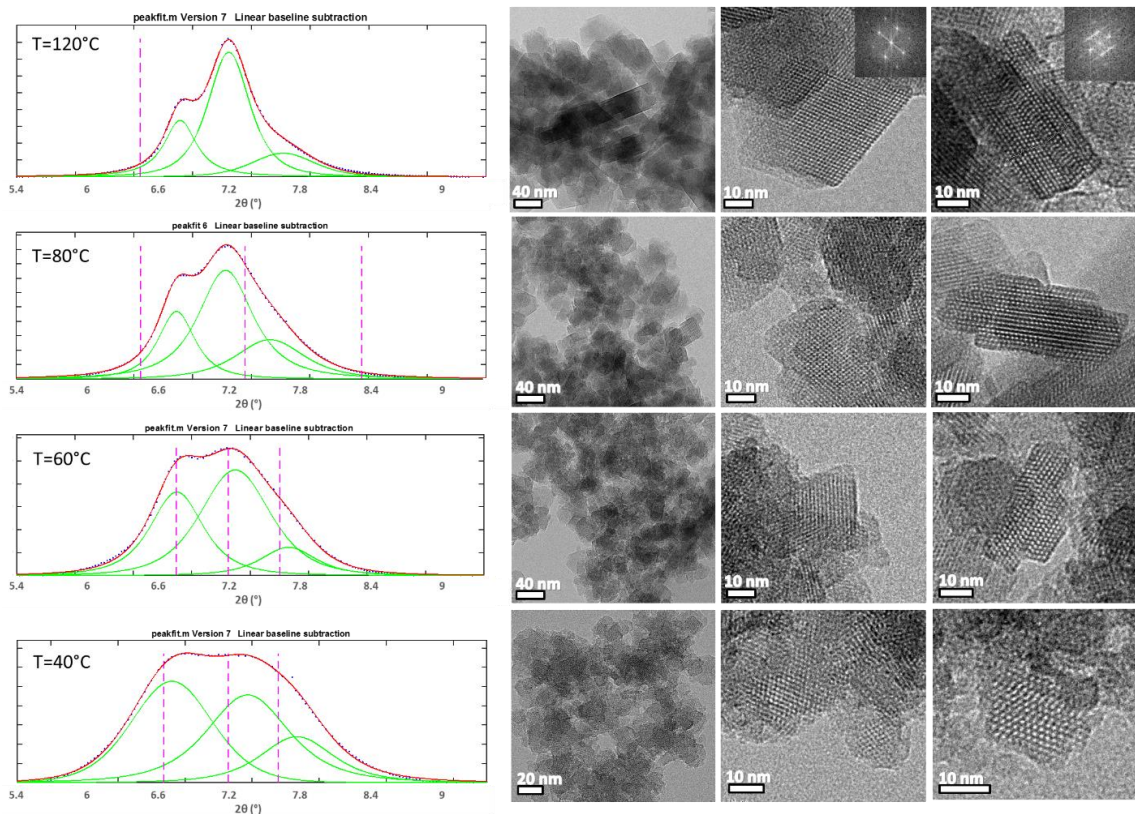 peakfit.m Version 7 Linear baseline subtraction
T=120°C
5.4 6 6.6 7.2 7.8 8.4 9
2θ (°)
40 nm
10 nm
10 nm
peakfit 6 Linear baseline subtraction
T=80°C
5.4 6 6.6 7.2 7.8 8.4 9
2θ (°)
40 nm
10 nm
10 nm
peakfit.m Version 7 Linear baseline subtraction
T=60°C
5.4 6 6.6 7.2 7.8 8.4 9
2θ (°)
40 nm
10 nm
10 nm
peakfit.m Version 7 Linear baseline subtraction
T=40°C
5.4 6 6.6 7.2 7.8 8.4 9
2θ (°)
20 nm
10 nm
10 nm